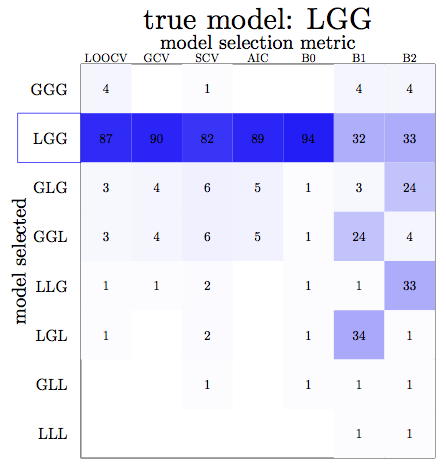 true model: LGG
model selection metric
LOOCV GCV SCV AIC B0 B1 B2
model selected
GGG 4 1 4 4
LGG 87 90 82 89 94 32 33
GLG 3 4 6 5 1 3 24
GGL 3 4 6 5 1 24 4
LLG 1 1 2 1 1 33
LGL 1 2 1 34 1
GLL 1 1 1 1
LLL 1 1